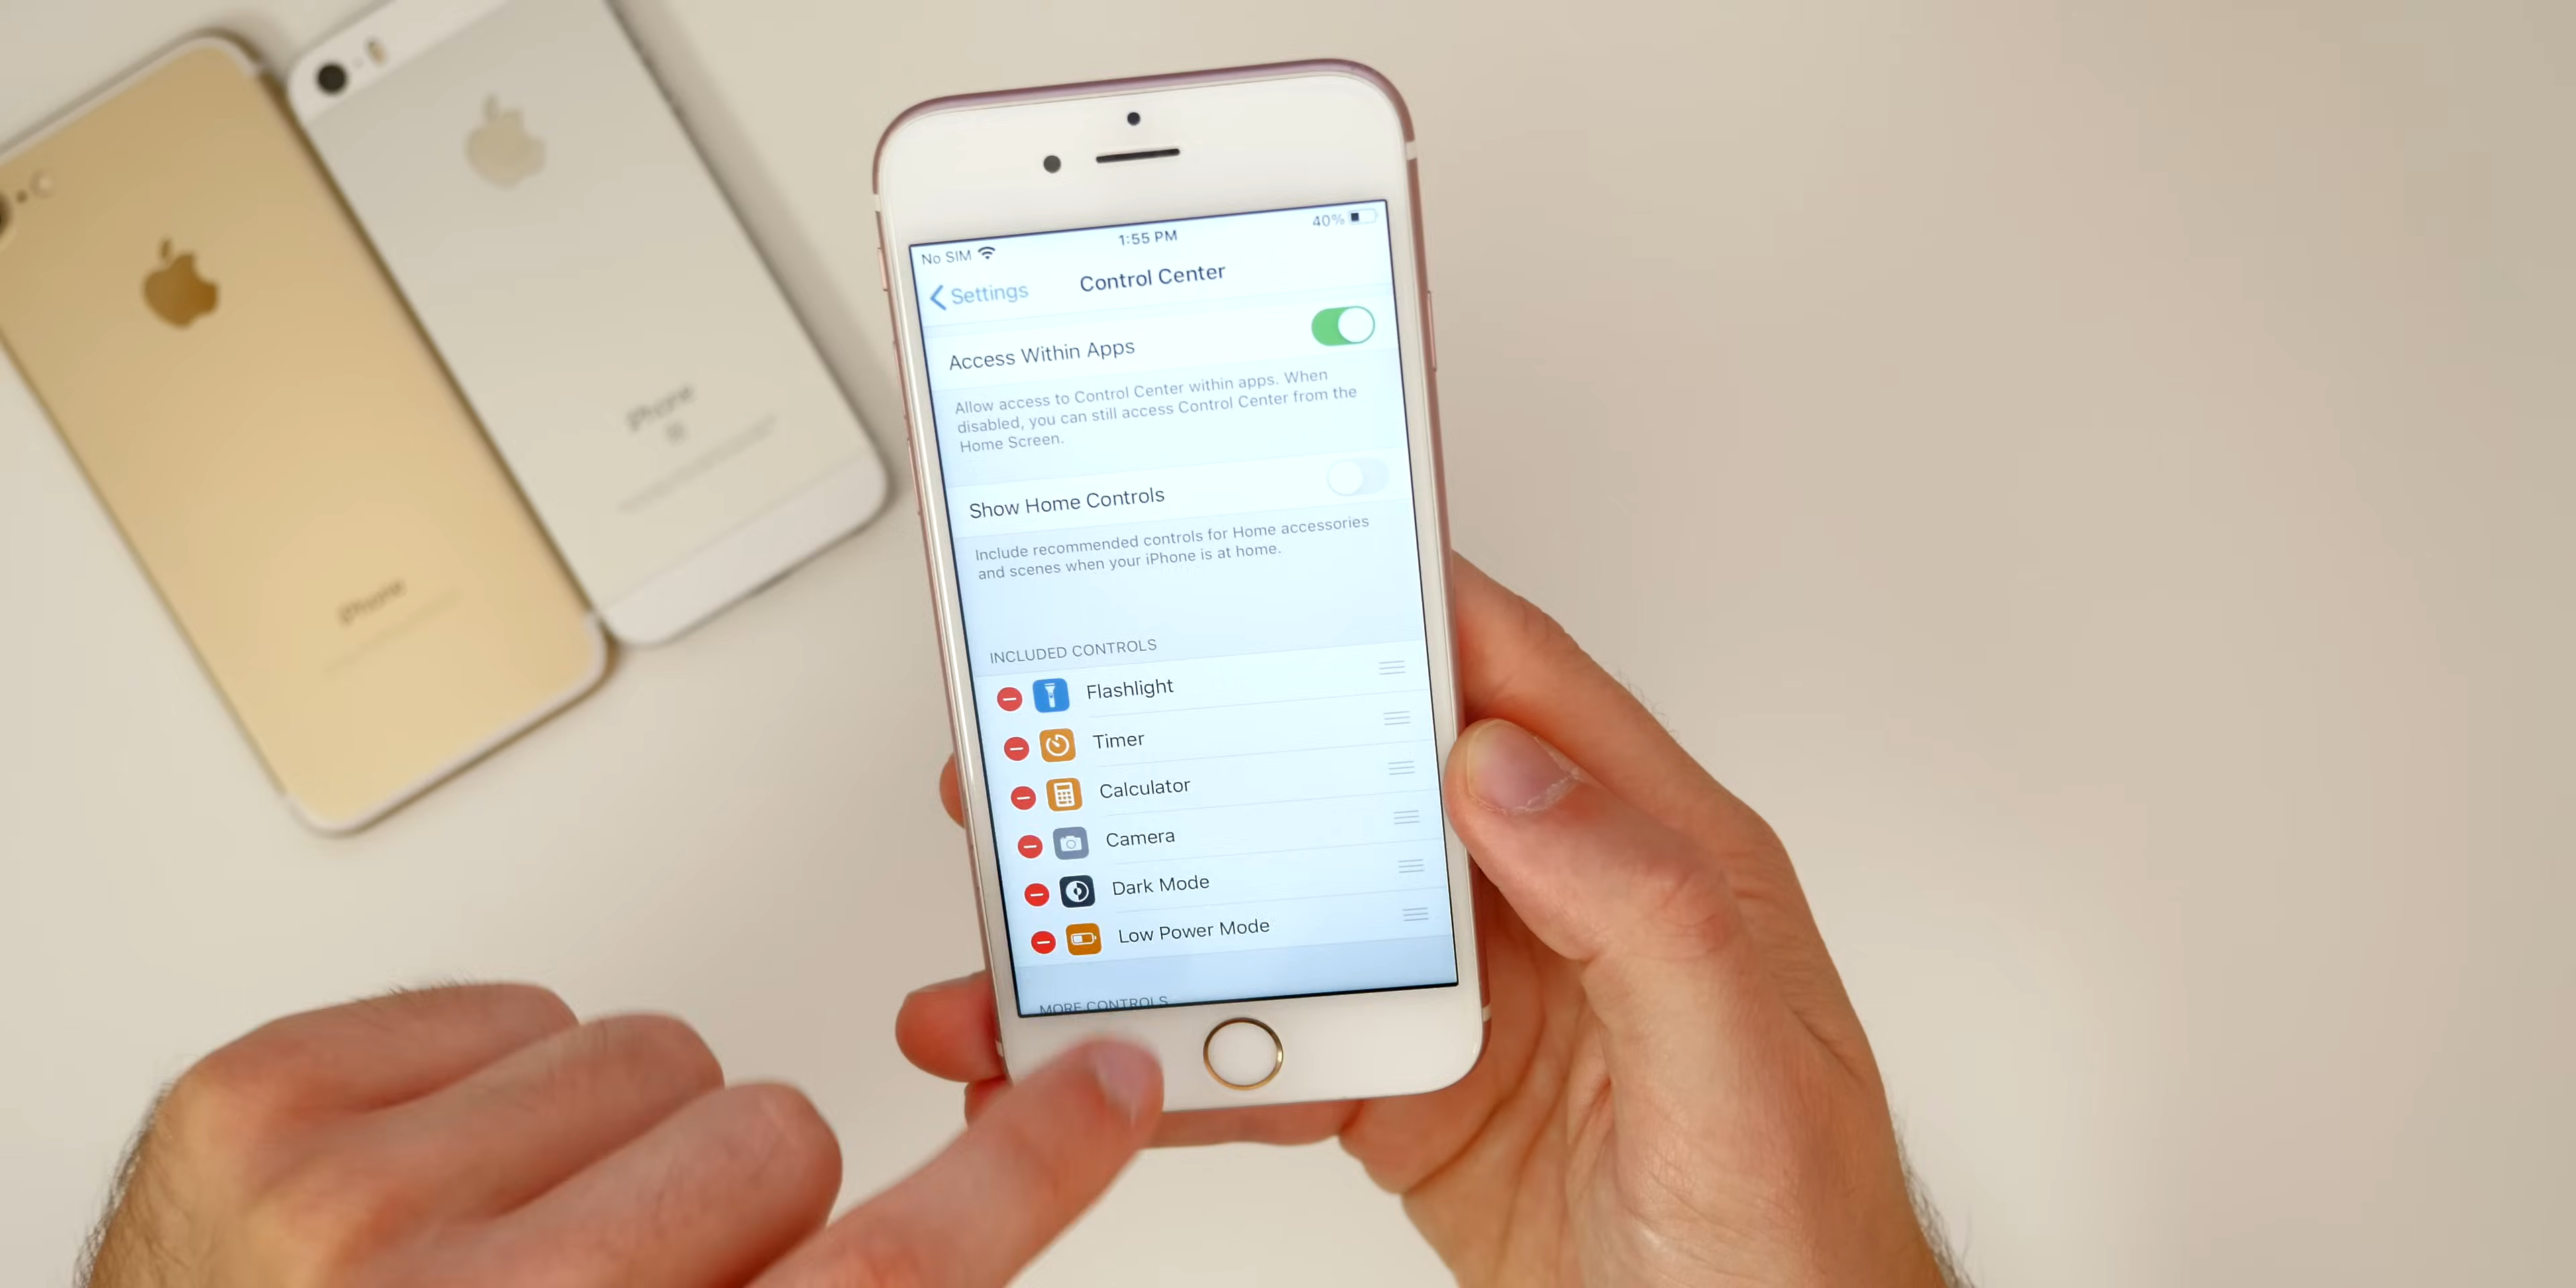 No SIM 1:55 PM 40%
Settings Control Center
Access Within Apps
Allow access to Control Center within apps. When
disabled, you can still access Control Center from the
Home Screen.
Show Home Controls
Include recommended controls for Home accessories
and scenes when your iPhone is at home.
INCLUDED CONTROLS
Flashlight
Timer
Calculator
Camera
Dark Mode
Low Power Mode
MORE CONTROLS
iPhone
iPhone